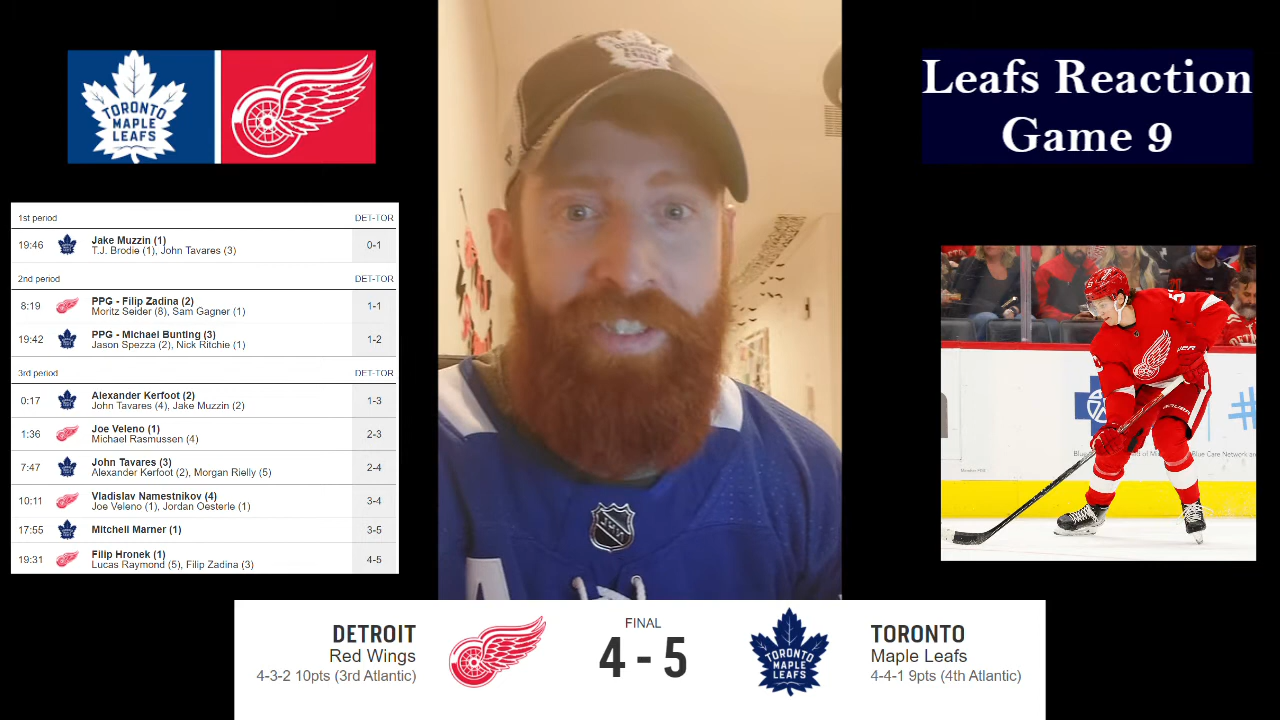 TORONTO
MAPLE
LEAFS
Leafs Reaction
Game 9
1st period DET-TOR
19:46 Jake Muzzin (1) 0-1
T.J. Brodie (1), John Tavares (3)
2nd period DET-TOR
8:19 PPG - Filip Zadina (2) 1-1
Moritz Seider (8), Sam Gagner (1)
19:42 PPG - Michael Bunting (3) 1-2
Jason Spezza (2), Nick Ritchie (1)
3rd period DET-TOR
0:17 Alexander Kerfoot (2) 1-3
John Tavares (4), Jake Muzzin (2)
1:36 Joe Veleno (1) 2-3
Michael Rasmussen (4)
7:47 John Tavares (3) 2-4
Alexander Kerfoot (2), Morgan Rielly (5)
10:11 Vladislav Namestnikov (4) 3-4
Joe Veleno (1), Jordan Oesterle (1)
17:55 Mitchell Marner (1) 3-5
19:31 Filip Hronek (1) 4-5
Lucas Raymond (5), Filip Zadina (3)
NHL
A
FINAL
DETROIT 4 - 5 TORONTO
Red Wings Maple Leafs
4-3-2 10pts (3rd Atlantic) 4-4-1 9pts (4th Atlantic)
TORONTO
MAPLE
LEAFS